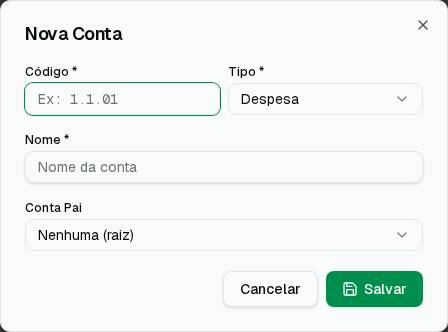 Nova Conta
Código *
Tipo *
Ex: 1.1.01
Despesa
Nome *
Nome da conta
Conta Pai
Nenhuma (raiz)
Cancelar
Salvar